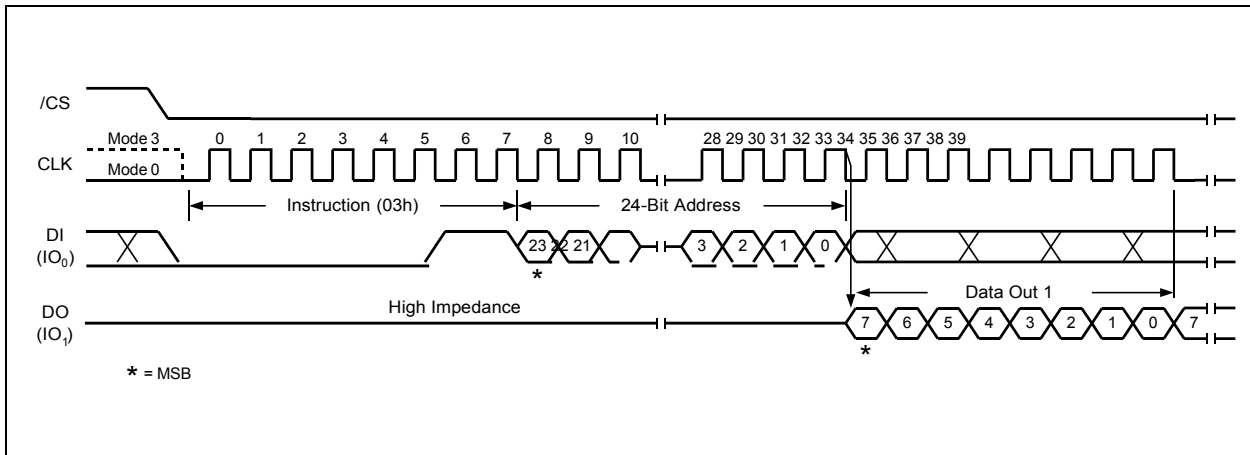 /CS
Mode 3
0 1 2 3 4 5 6 7 8 9 10 28 29 30 31 32 33 34 35 36 37 38 39
CLK
Mode 0
Instruction (03h)
24-Bit Address
DI
(IO0)
23 22 21 3 2 1 0
*
Data Out 1
High Impedance
DO
(IO1)
7 6 5 4 3 2 1 0 7
*
* = MSB